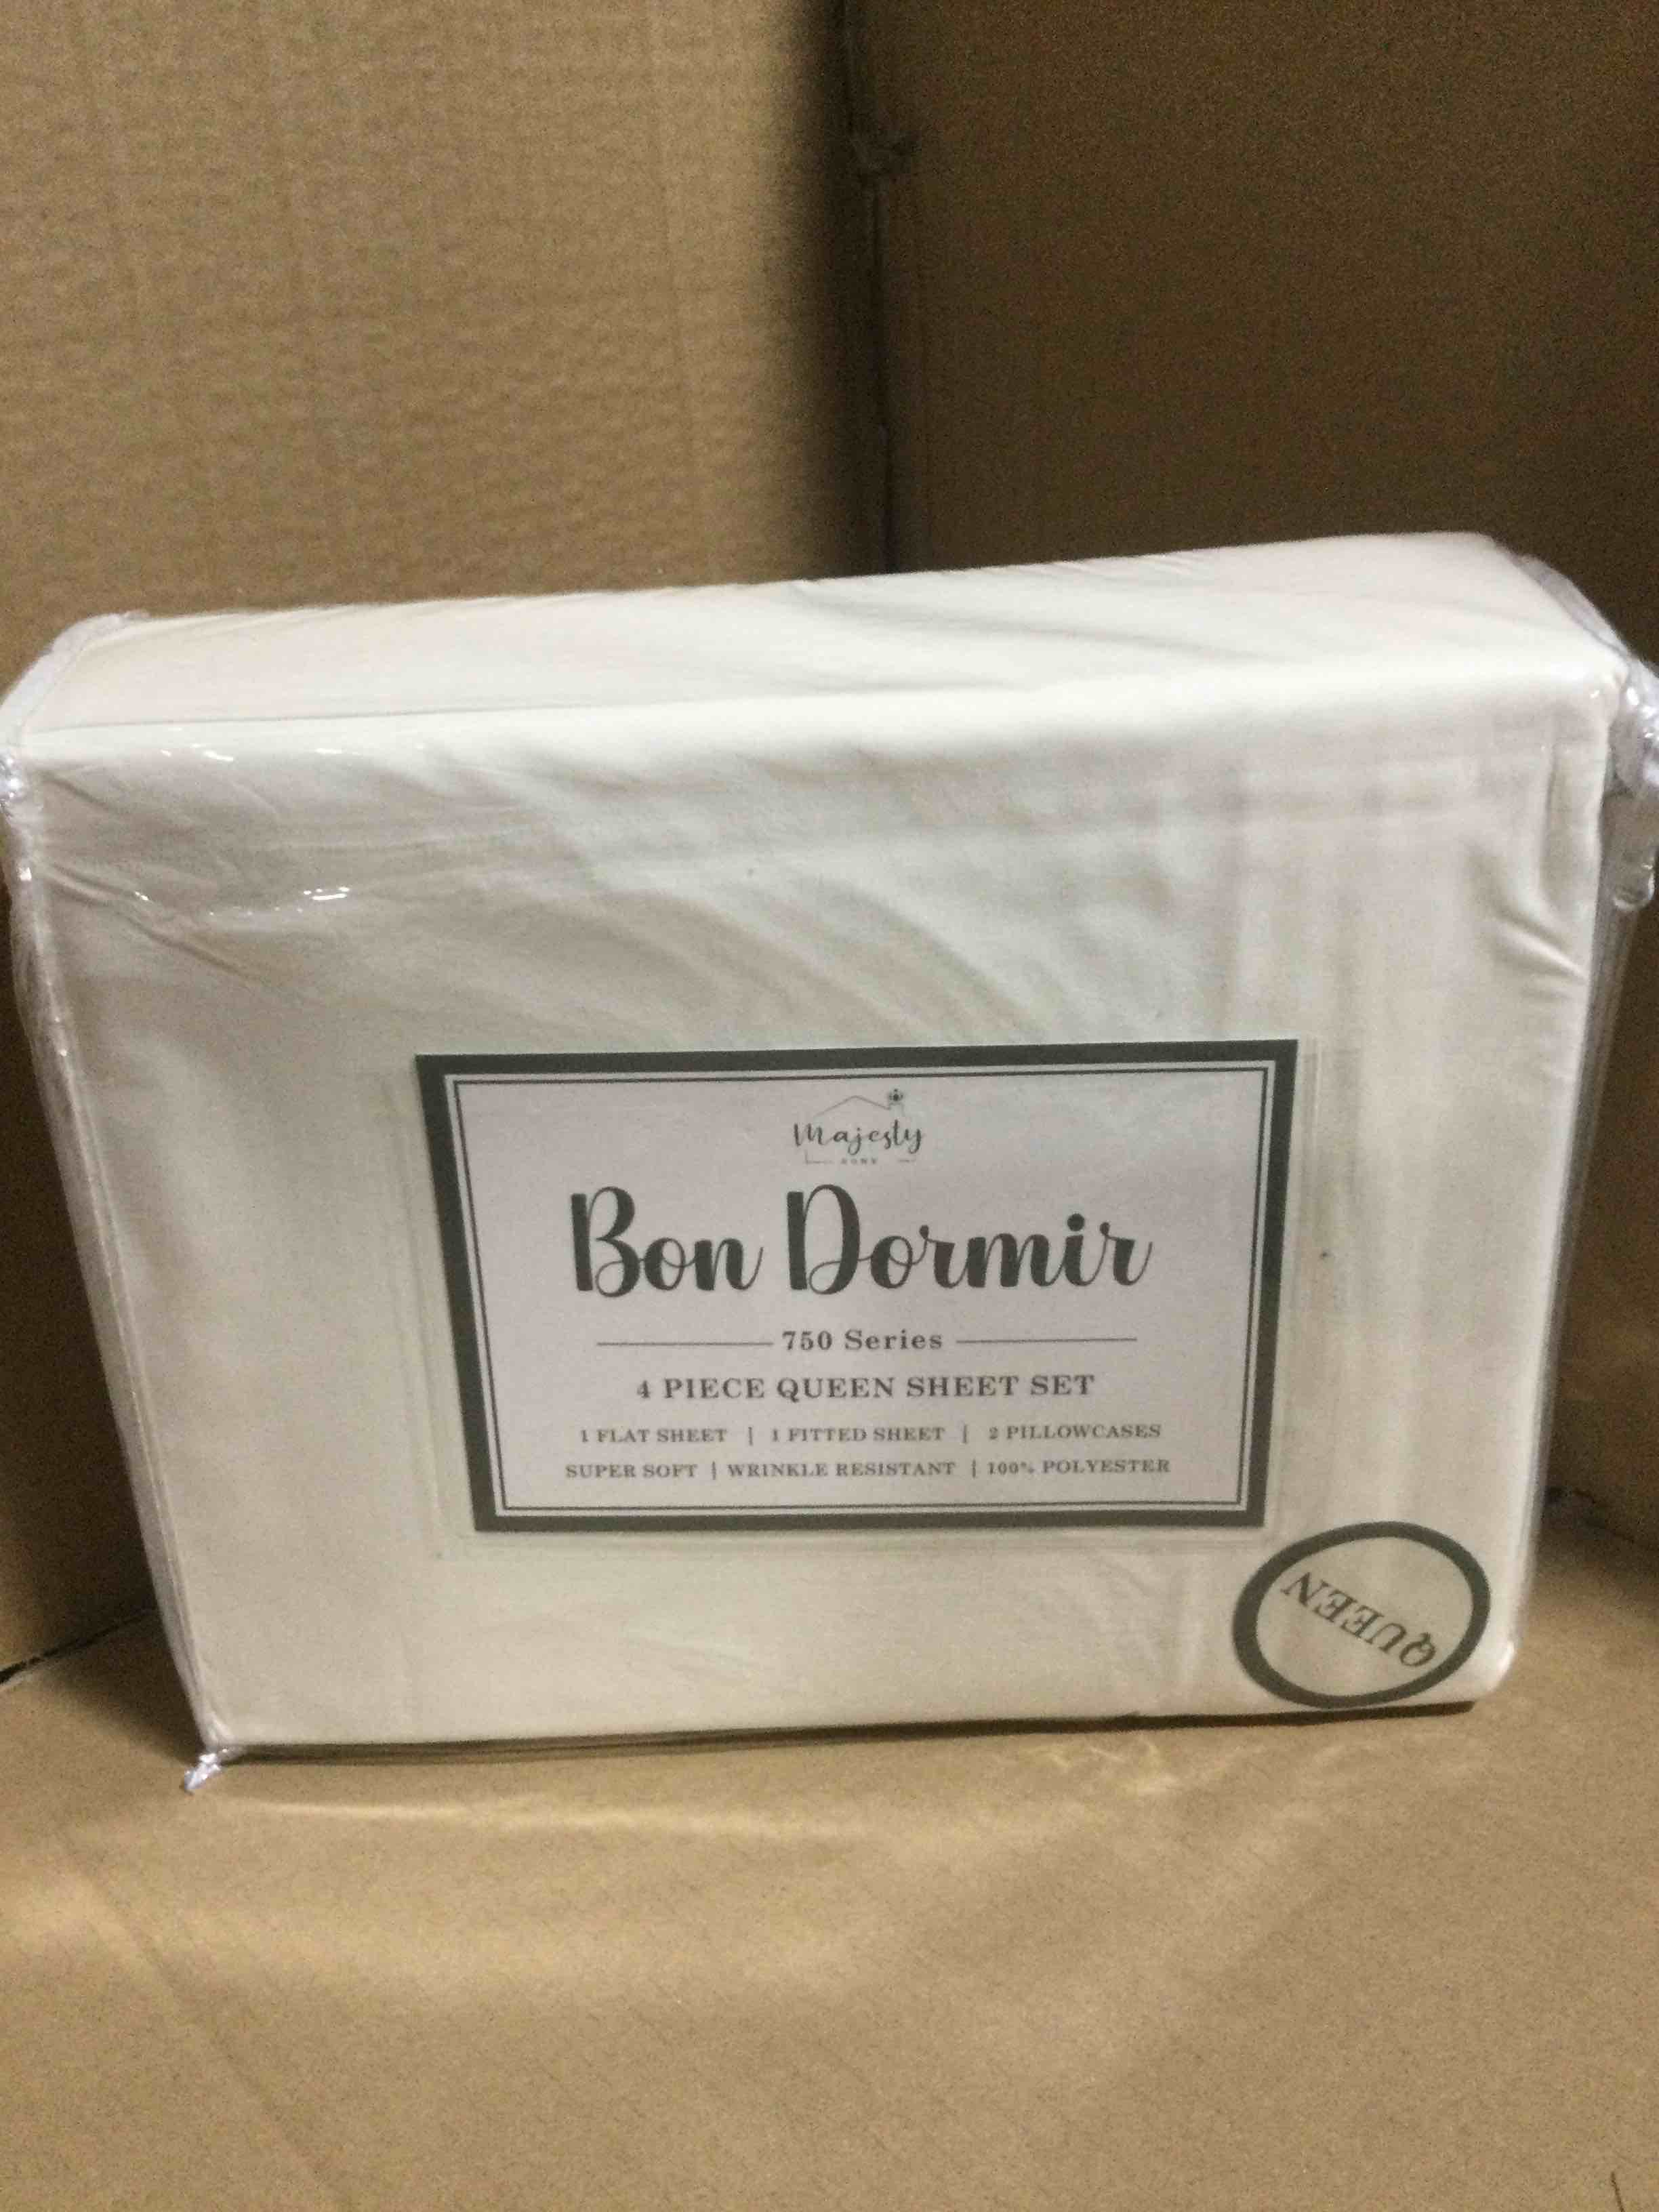 Majesty
HOME
Bon Dormir
750 Series
4 PIECE QUEEN SHEET SET
1 FLAT SHEET | 1 FITTED SHEET | 2 PILLOWCASES
SUPER SOFT | WRINKLE RESISTANT | 100% POLYESTER
QUEEN